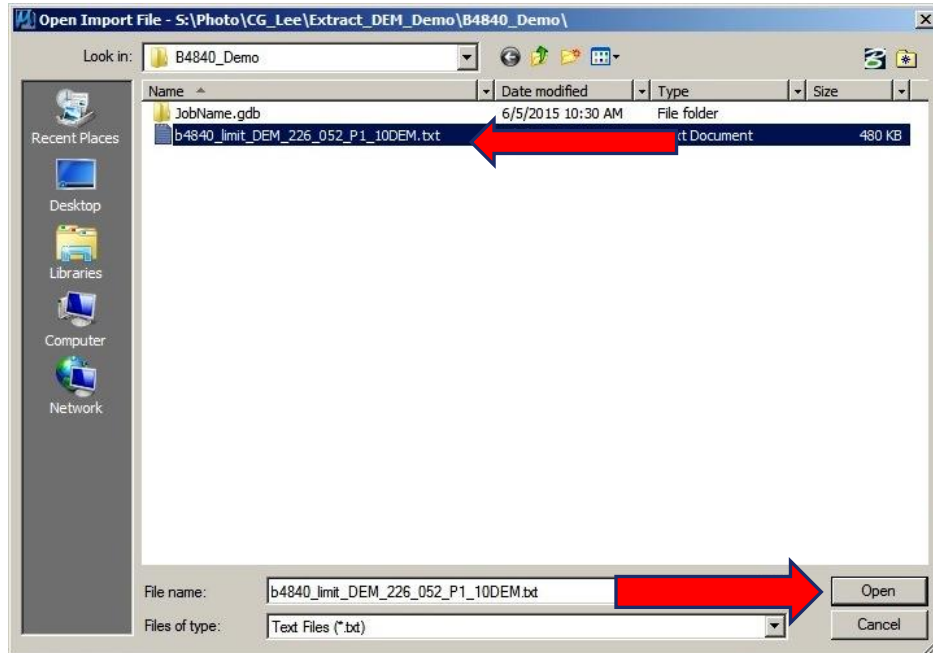 Open Import File - S:\Photo\CG_Lee\Extract_DEM_Demo\B4840_Demo\
Look in: B4840_Demo
Name Date modified Type Size
JobName.gdb 6/5/2015 10:30 AM File folder
b4840_limit_DEM_226_052_P1_10DEM.txt Document 480 KB
Recent Places
Desktop
Libraries
Computer
Network
File name: b4840_limit_DEM_226_052_P1_10DEM.txt Open
Files of type: Text Files (*.txt) Cancel